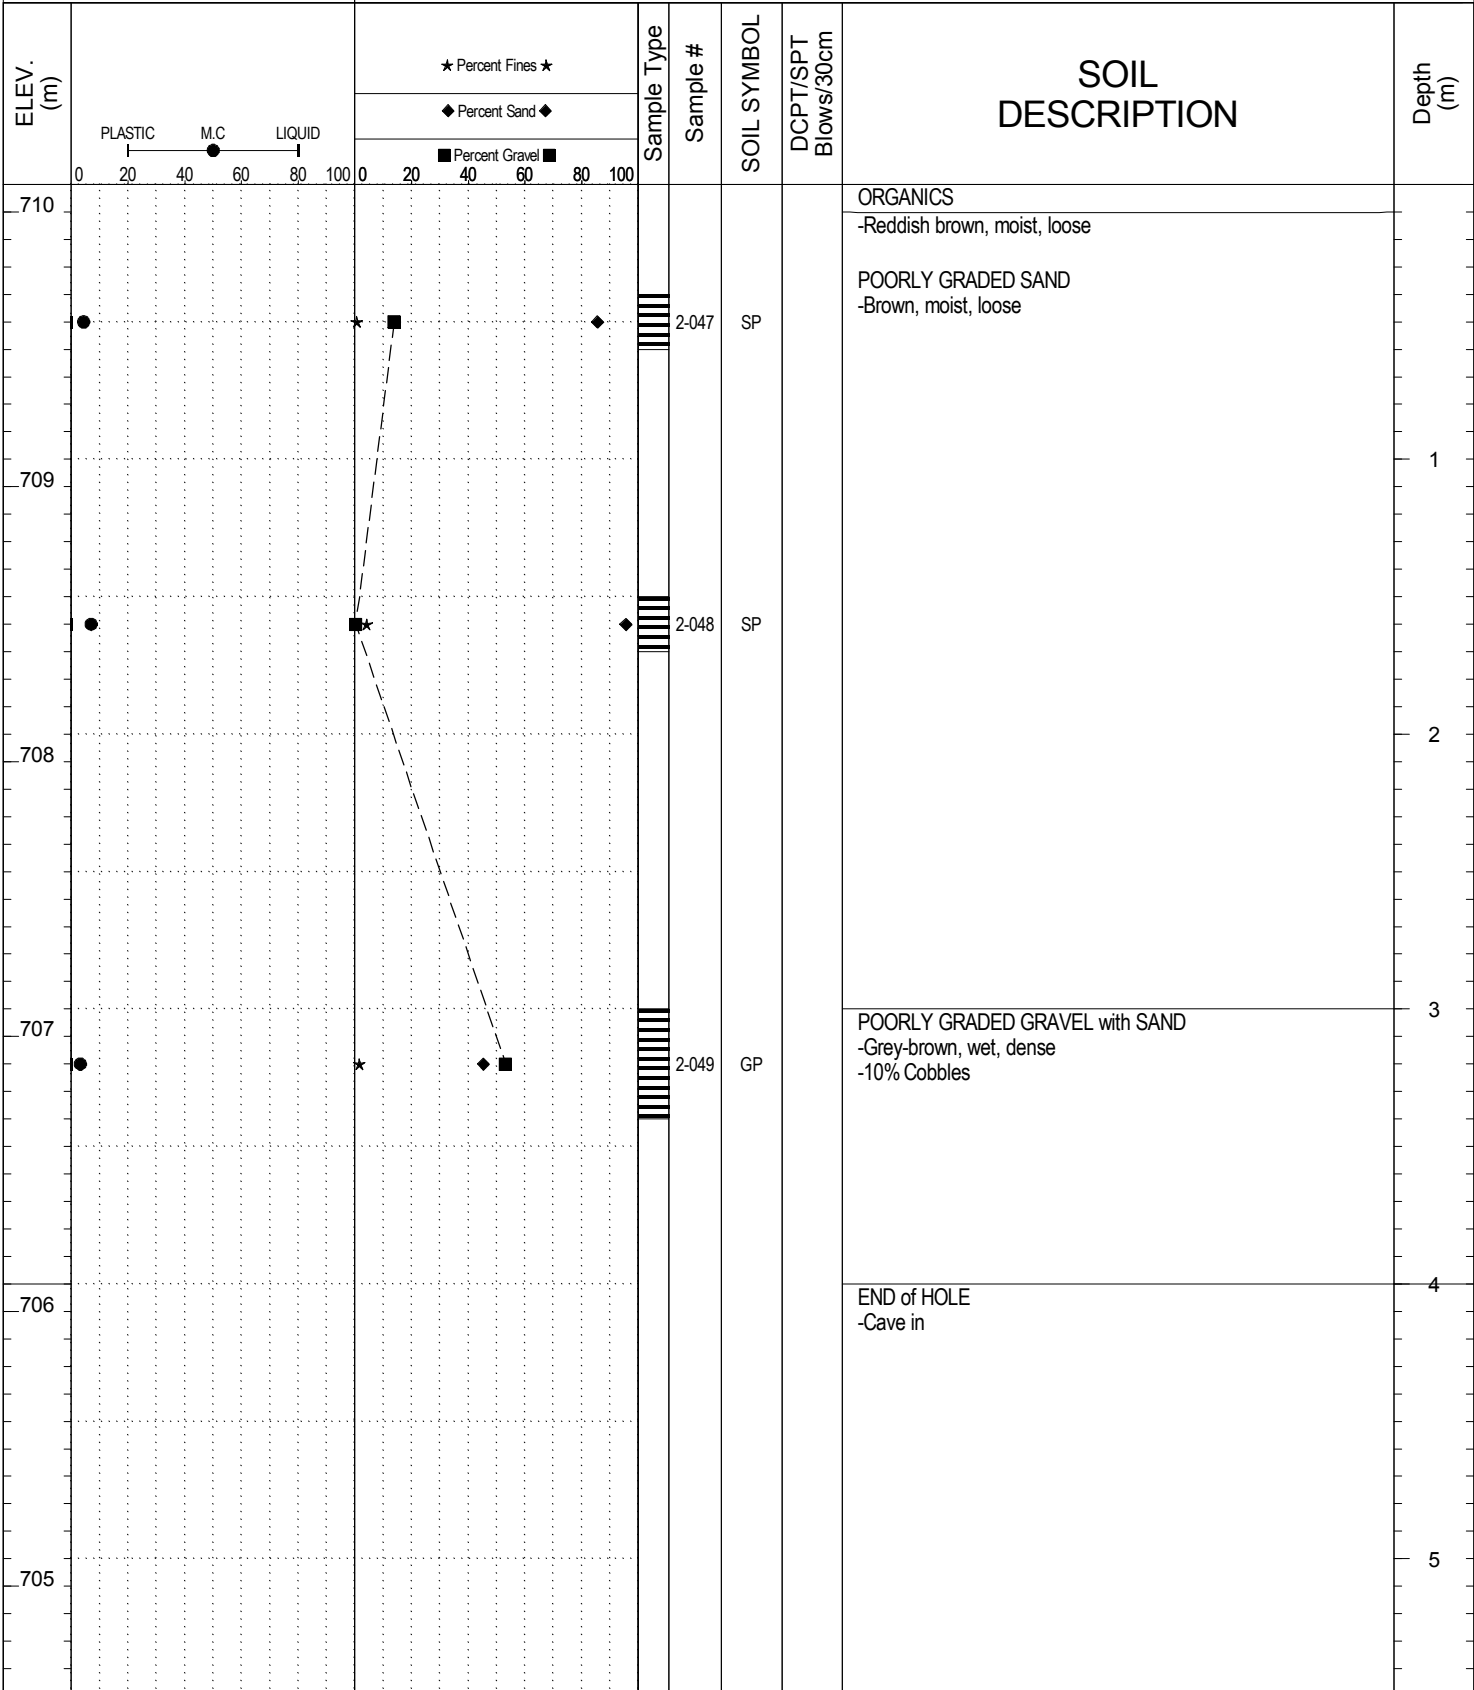 ELEV.
(m)
PLASTIC M.C LIQUID
0 20 40 60 80 100
★ Percent Fines ★
◆ Percent Sand ◆
■ Percent Gravel ■
0 20 40 60 80 100
Sample Type
Sample #
SOIL SYMBOL
DCPT/SPT
Blows/30cm
SOIL
DESCRIPTION
Depth
(m)
710
ORGANICS
-Reddish brown, moist, loose
POORLY GRADED SAND
-Brown, moist, loose
2-047 SP
1
709
2-048 SP
2
708
3
707
POORLY GRADED GRAVEL with SAND
-Grey-brown, wet, dense
-10% Cobbles
2-049 GP
4
706
END of HOLE
-Cave in
5
705